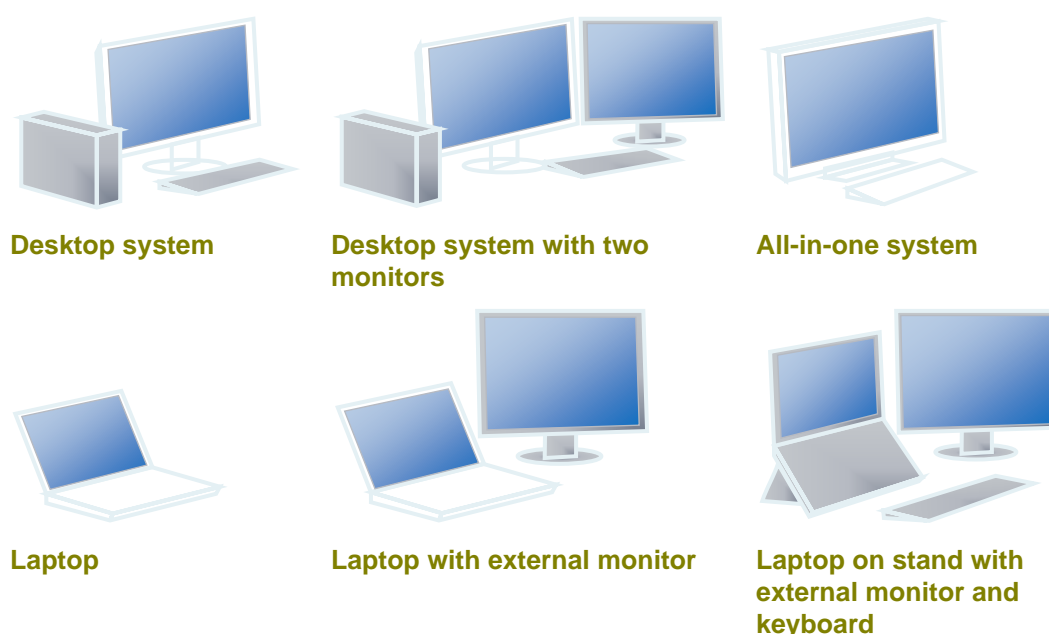 Desktop system
Desktop system with two
monitors
All-in-one system
Laptop
Laptop with external monitor
Laptop on stand with
external monitor and
keyboard